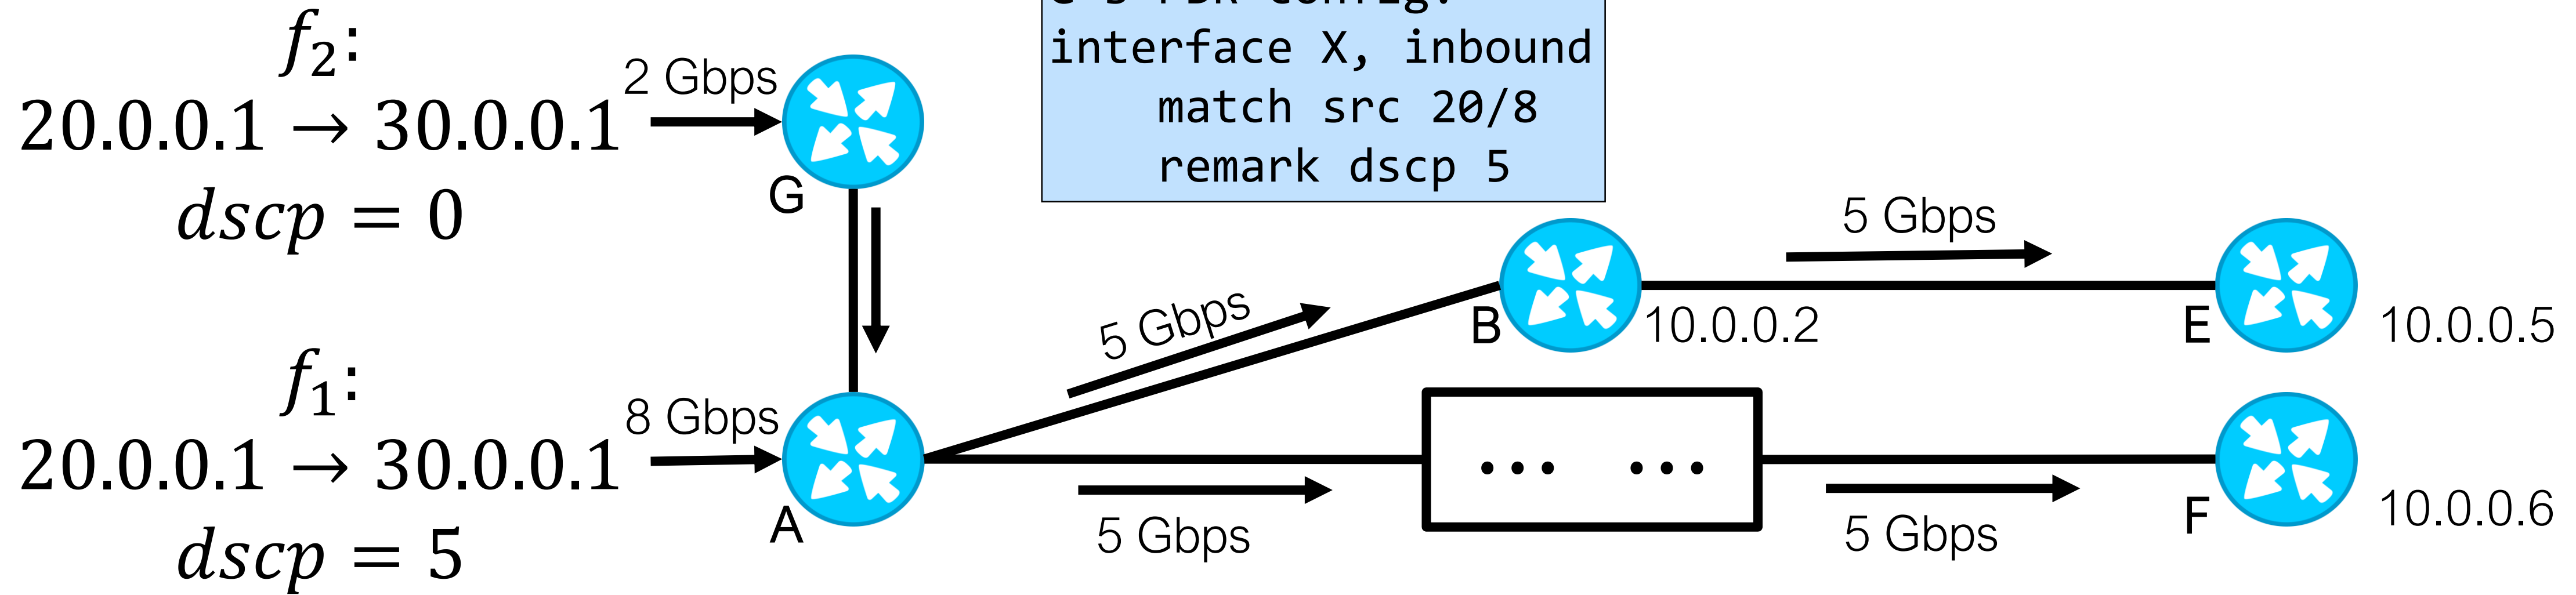 f₂:
20.0.0.1 → 30.0.0.1
dscp = 0
2 Gbps
G
interface X, inbound
match src 20/8
remark dscp 5
f₁:
20.0.0.1 → 30.0.0.1
dscp = 5
8 Gbps
A
5 Gbps
B
10.0.0.2
5 Gbps
E
10.0.0.5
5 Gbps
... ...
5 Gbps
F
10.0.0.6